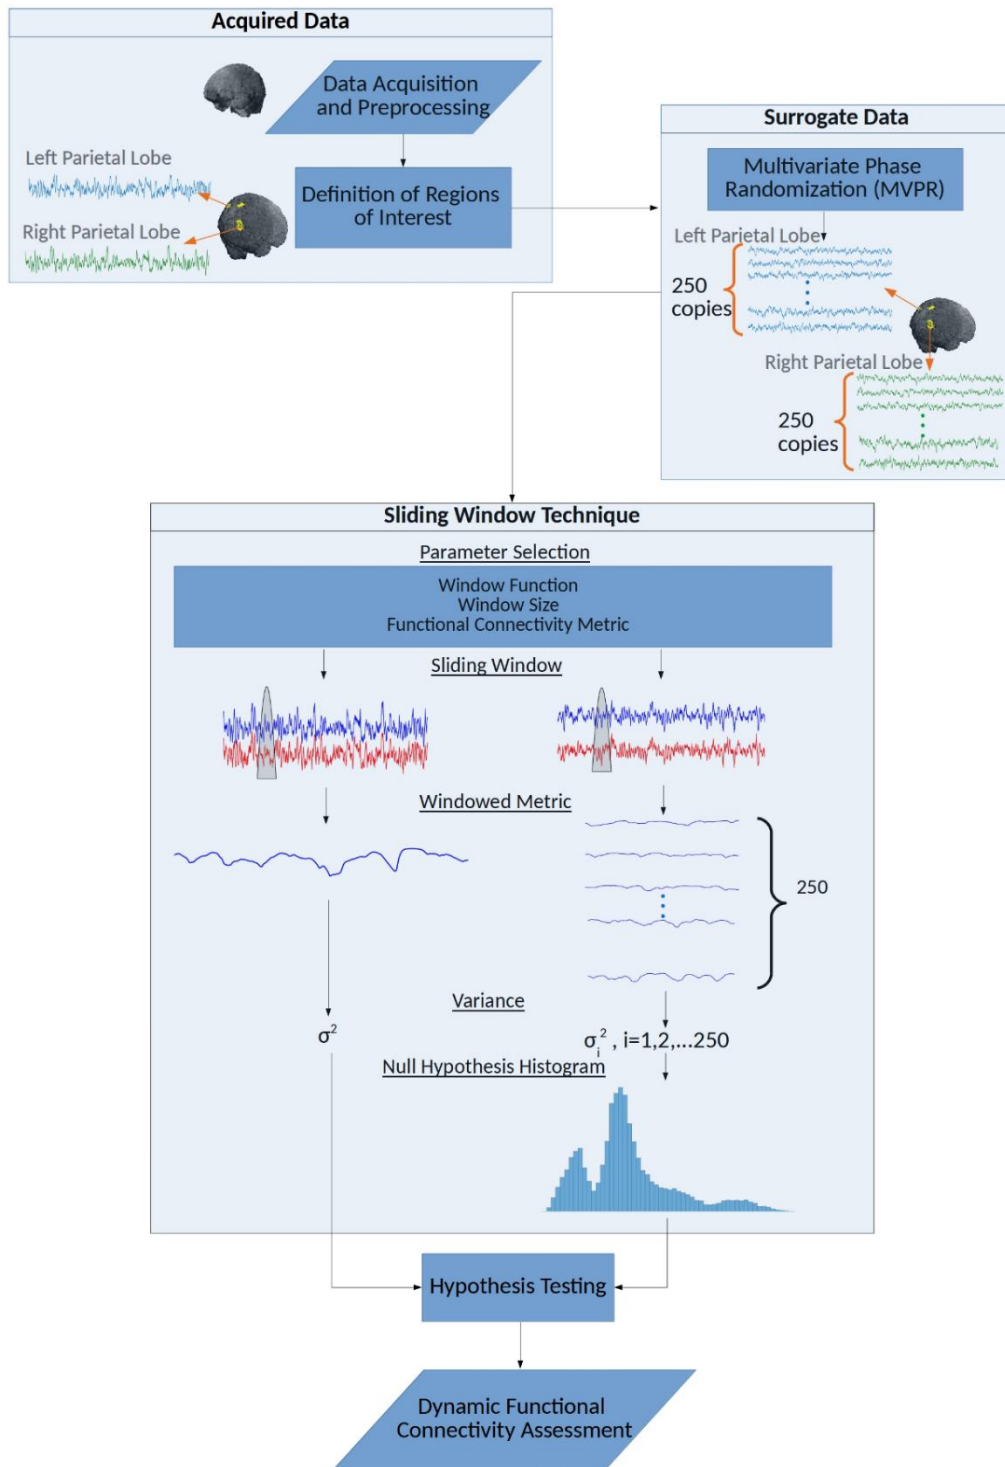 Acquired Data
Data Acquisition
and Preprocessing
Left Parietal Lobe
Definition of Regions
of Interest
Right Parietal Lobe
Surrogate Data
Multivariate Phase
Randomization (MVPR)
Left Parietal Lobe
250
copies
Right Parietal Lobe
250
copies
Sliding Window Technique
Parameter Selection
Window Function
Window Size
Functional Connectivity Metric
Sliding Window
Windowed Metric
250
Variance
σ²
σᵢ² , i=1,2,...250
Null Hypothesis Histogram
Hypothesis Testing
Dynamic Functional
Connectivity Assessment